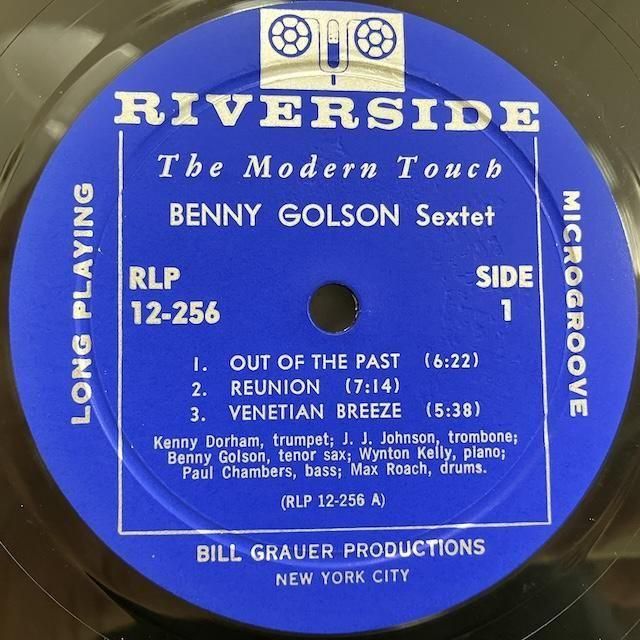 RIVERSIDE
The Modern Touch
BENNY GOLSON Sextet
LONG PLAYING
MICROGROOVE
RLP
12-256
SIDE
1
1. OUT OF THE PAST (6:22)
2. REUNION (7:14)
3. VENETIAN BREEZE (5:38)
Kenny Dorham, trumpet; J. J. Johnson, trombone;
Benny Golson, tenor sax; Wynton Kelly, piano;
Paul Chambers, bass; Max Roach, drums.
(RLP 12-256 A)
BILL GRAUER PRODUCTIONS
NEW YORK CITY